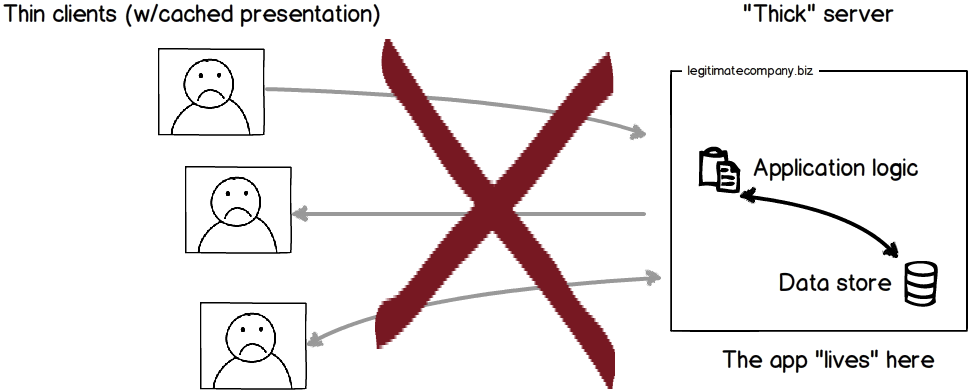 Thin clients (w/cached presentation)
"Thick" server
legitimatecompany.biz
Application logic
Data store
The app "lives" here